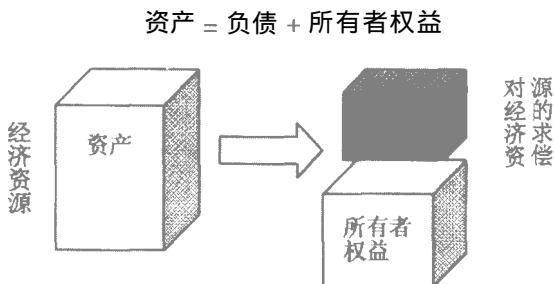 资产 = 负债 + 所有者权益
经济资源
资产
所有者
权益
对经济资
源的求偿